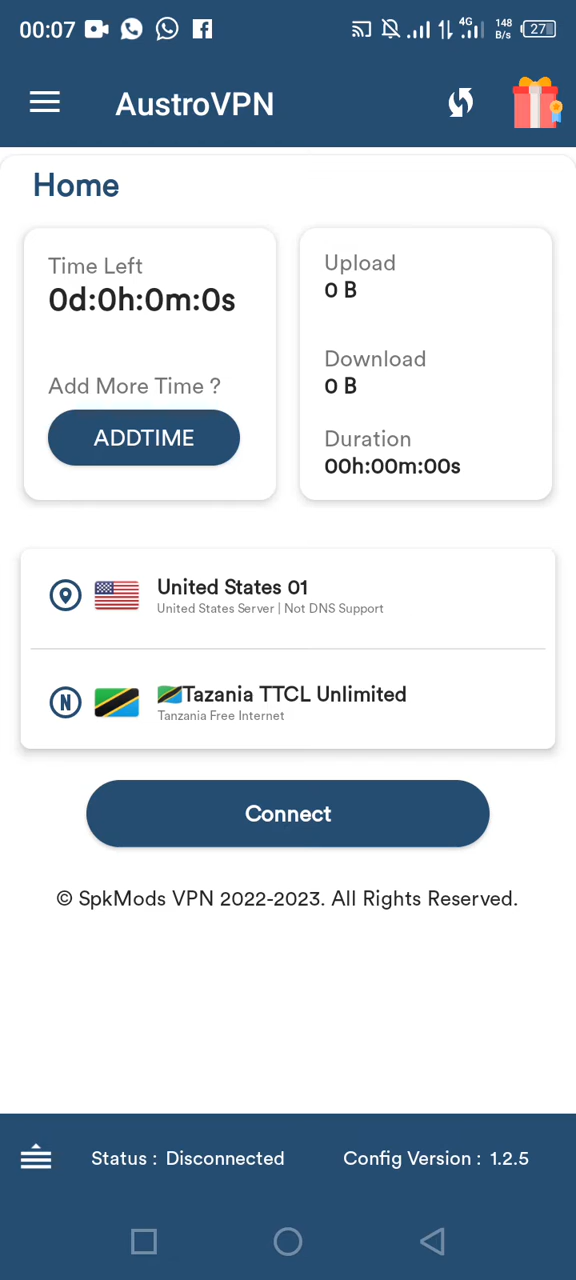 00:07
4G
148
B/s
27
AustroVPN
Home
Time Left
0d:0h:0m:0s
Add More Time ?
ADDTIME
Upload
0 B
Download
0 B
Duration
00h:00m:00s
United States 01
United States Server | Not DNS Support
N
Tazania TTCL Unlimited
Tanzania Free Internet
Connect
© SpkMods VPN 2022-2023. All Rights Reserved.
Status : Disconnected
Config Version : 1.2.5